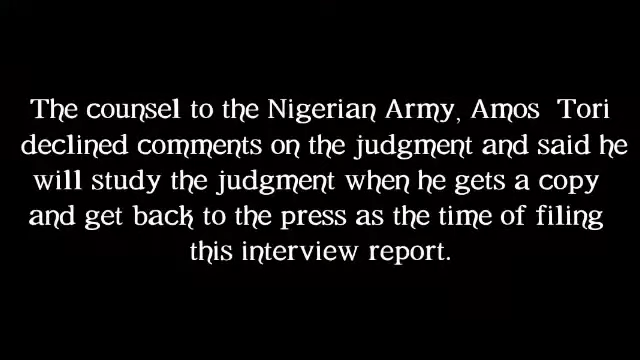 The counsel to the Nigerian Army, Amos Tori
declined comments on the judgment and said he
will study the judgment when he gets a copy
and get back to the press as the time of filing
this interview report.